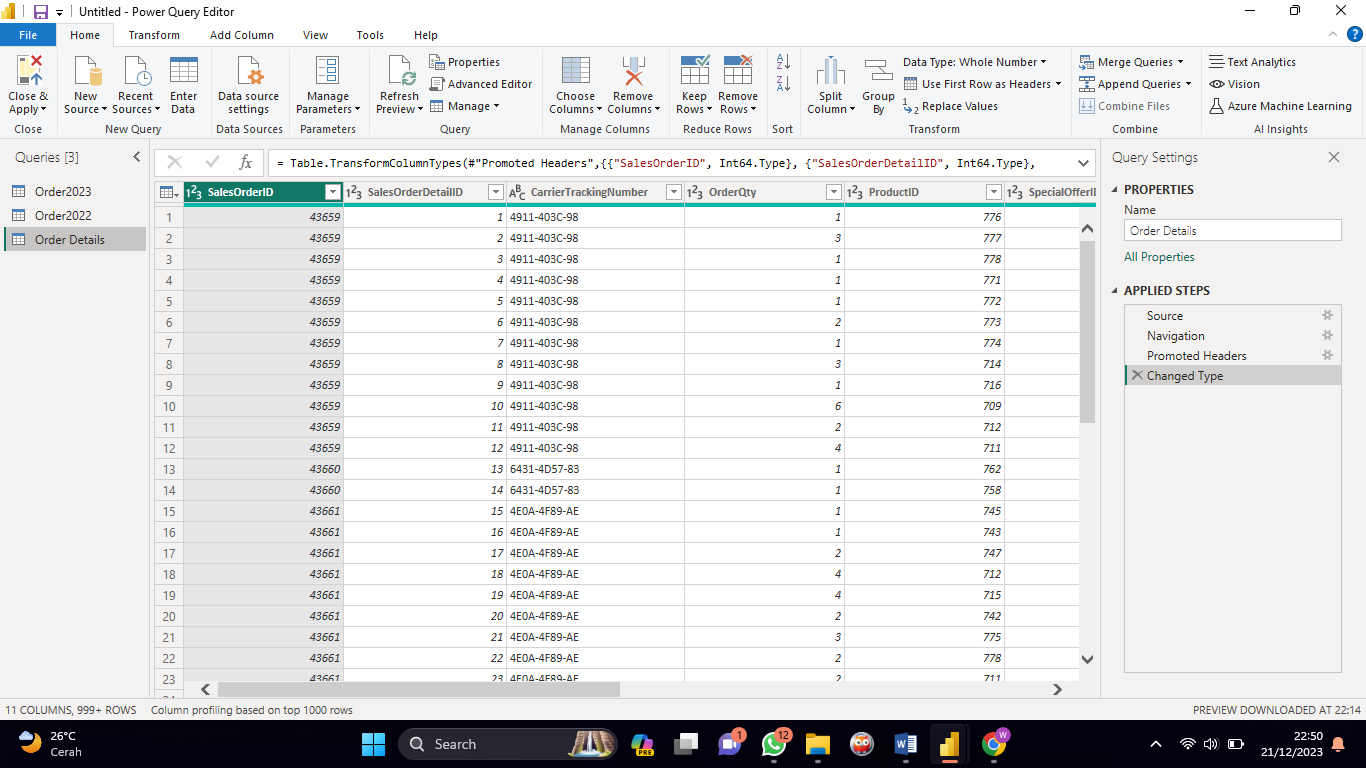 Untitled - Power Query Editor
File Home Transform Add Column View Tools Help
Close & Apply
New Source
Recent Sources
Enter Data
Data source settings
Manage Parameters
Refresh Preview
Properties
Advanced Editor
Manage
Choose Columns
Remove Columns
Keep Rows
Remove Rows
Split Column
Group By
Data Type: Whole Number
Use First Row as Headers
Replace Values
Merge Queries
Append Queries
Combine Files
Text Analytics
Vision
Azure Machine Learning
Close New Query Data Sources Parameters Query Manage Columns Reduce Rows Sort Transform Combine AI Insights
Queries [3]
Order2023
Order2022
Order Details
= Table.TransformColumnTypes(#"Promoted Headers",{{"SalesOrderID", Int64.Type}, {"SalesOrderDetailID", Int64.Type},
SalesOrderID SalesOrderDetailID CarrierTrackingNumber OrderQty ProductID SpecialOfferID
1 43659 1 4911-403C-98 1 776
2 43659 2 4911-403C-98 3 777
3 43659 3 4911-403C-98 1 778
4 43659 4 4911-403C-98 1 771
5 43659 5 4911-403C-98 1 772
6 43659 6 4911-403C-98 2 773
7 43659 7 4911-403C-98 1 774
8 43659 8 4911-403C-98 3 714
9 43659 9 4911-403C-98 1 716
10 43659 10 4911-403C-98 6 709
11 43659 11 4911-403C-98 2 712
12 43659 12 4911-403C-98 4 711
13 43660 13 6431-4D57-83 1 762
14 43660 14 6431-4D57-83 1 758
15 43661 15 4E0A-4F89-AE 1 745
16 43661 16 4E0A-4F89-AE 1 743
17 43661 17 4E0A-4F89-AE 2 747
18 43661 18 4E0A-4F89-AE 4 712
19 43661 19 4E0A-4F89-AE 4 715
20 43661 20 4E0A-4F89-AE 2 742
21 43661 21 4E0A-4F89-AE 3 775
22 43661 22 4E0A-4F89-AE 2 778
23 43661 23 4E0A-4F89-AE 2 711
Query Settings
PROPERTIES
Name
Order Details
All Properties
APPLIED STEPS
Source
Navigation
Promoted Headers
Changed Type
11 COLUMNS, 999+ ROWS Column profiling based on top 1000 rows PREVIEW DOWNLOADED AT 22:14
26°C
Cerah
Search
PRE
1
12
W
22:50
21/12/2023